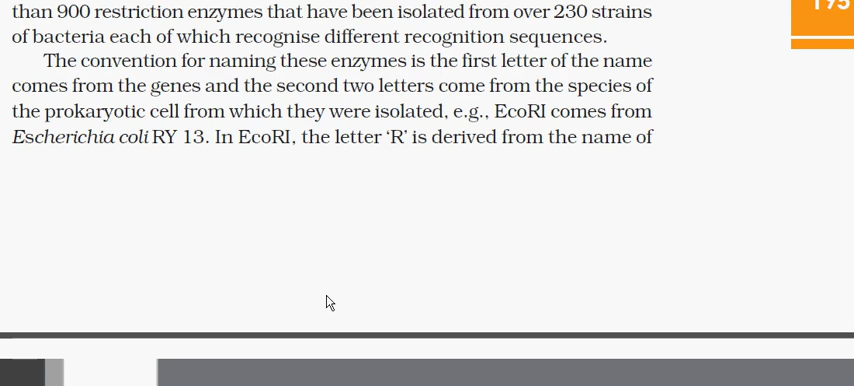 195
than 900 restriction enzymes that have been isolated from over 230 strains
of bacteria each of which recognise different recognition sequences.
The convention for naming these enzymes is the first letter of the name
comes from the genes and the second two letters come from the species of
the prokaryotic cell from which they were isolated, e.g., EcoRI comes from
Escherichia coli RY 13. In EcoRI, the letter ‘R’ is derived from the name of